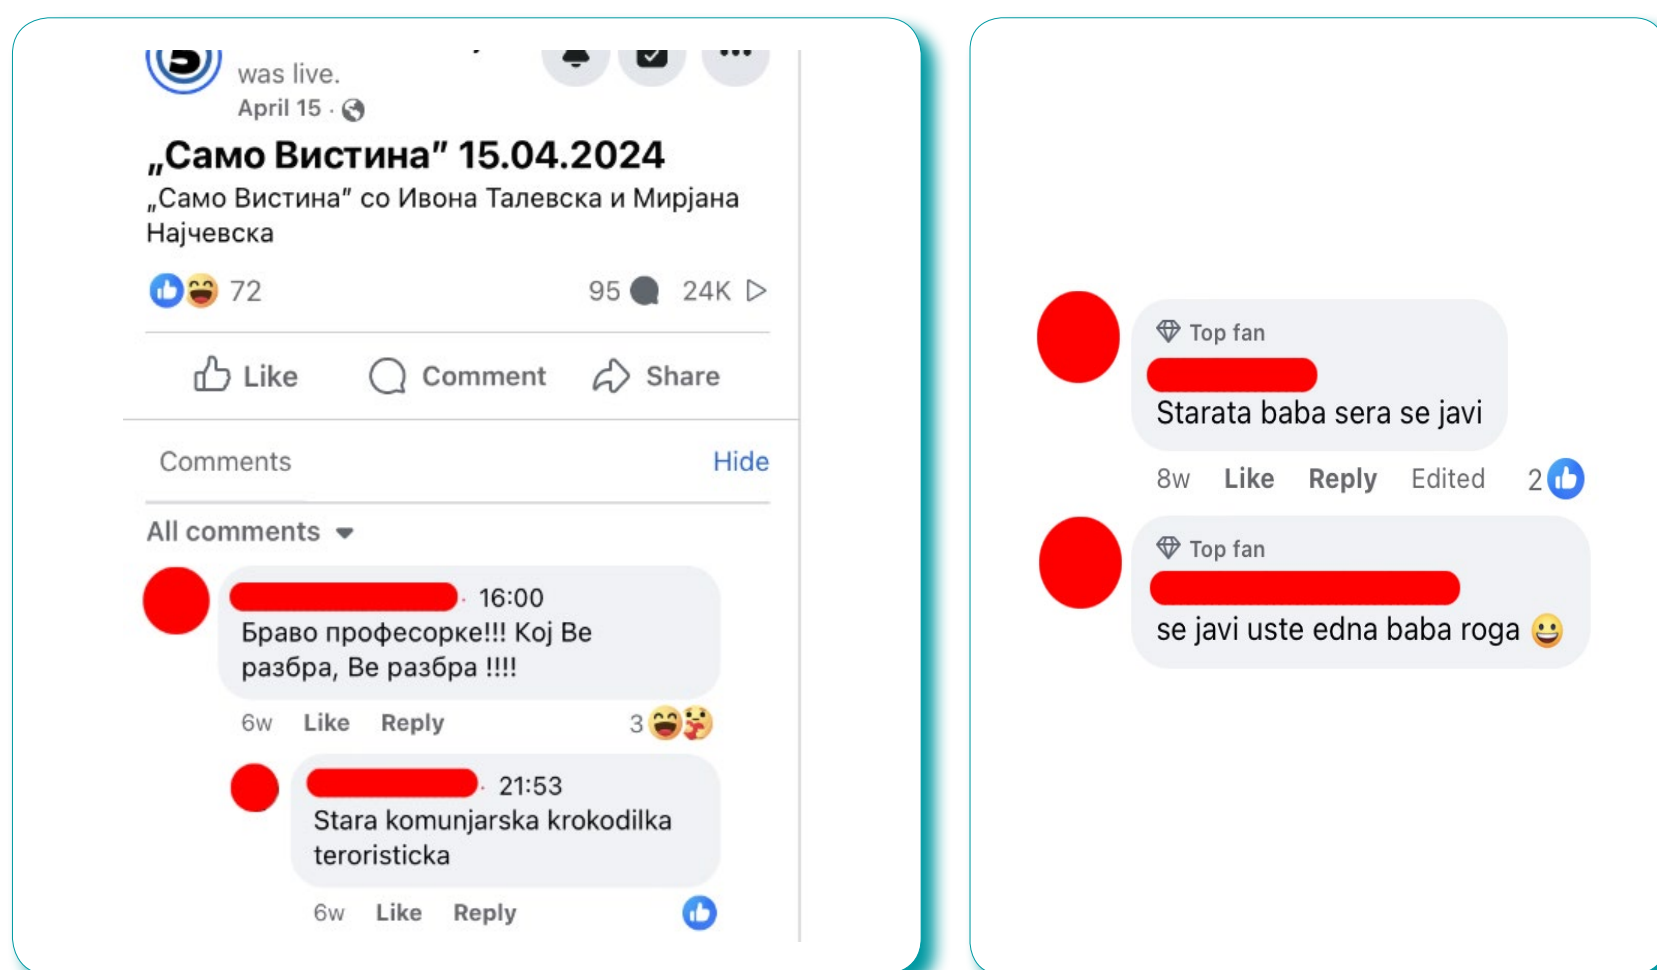 5
was live.
April 15 ·
„Само Вистина” 15.04.2024
„Само Вистина” со Ивона Талевска и Мирјана
Најчевска
72
95
24K
Like
Comment
Share
Comments
Hide
All comments
· 16:00
Браво професорке!!! Кој Ве
разбра, Ве разбра !!!!
6w Like Reply 3
· 21:53
Stara komunjarska krokodilka
teroristicka
6w Like Reply
Top fan
Starata baba sera se javi
8w Like Reply Edited 2
Top fan
se javi uste edna baba roga 😀